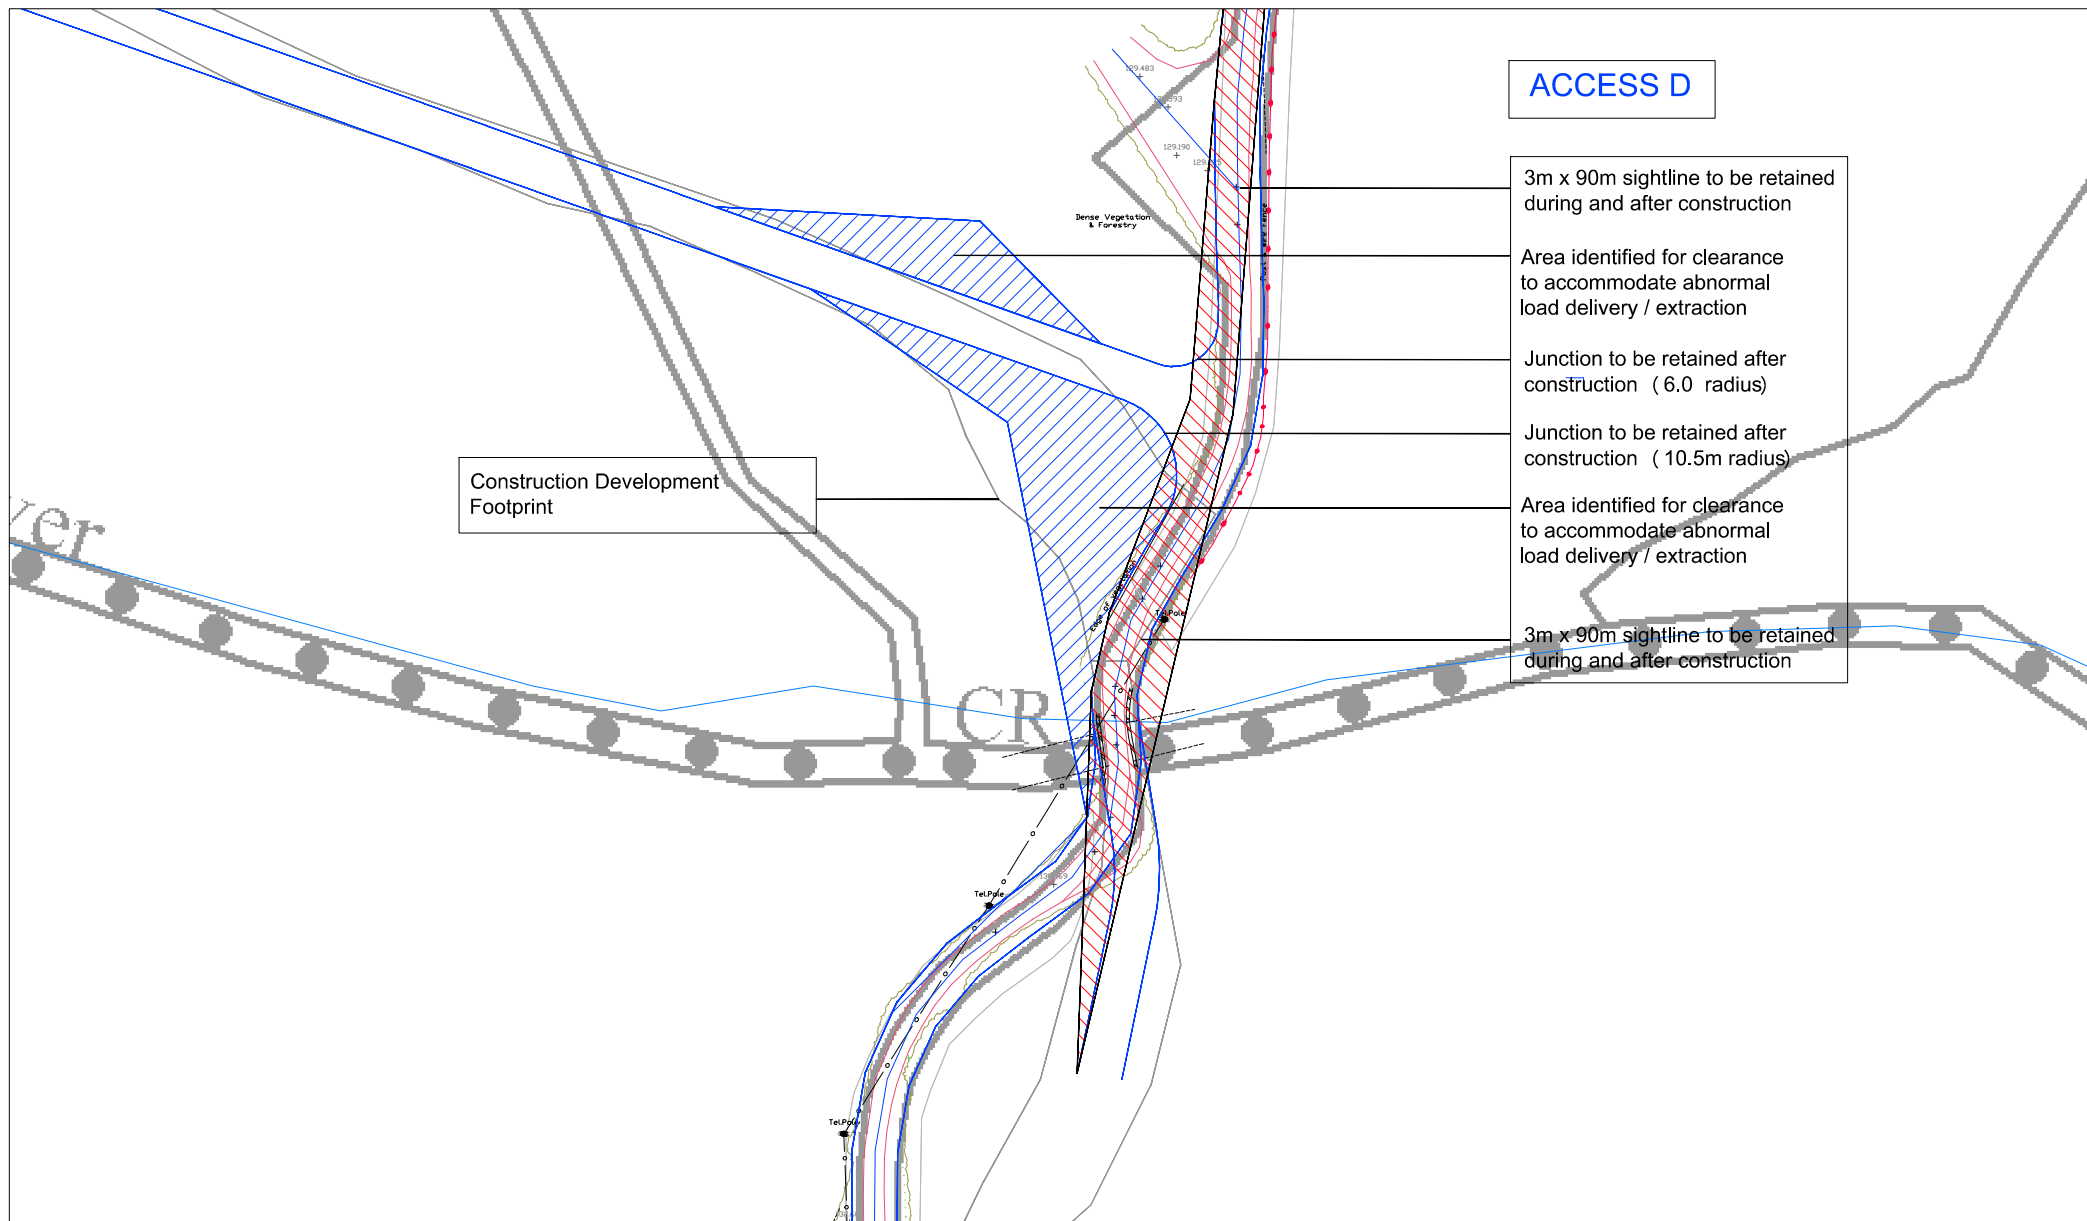 ACCESS D
129.483
129.190
Dense Vegetation
& Forestry
3m x 90m sightline to be retained
during and after construction
Area identified for clearance
to accommodate abnormal
load delivery / extraction
Junction to be retained after
construction ( 6.0 radius)
Junction to be retained after
construction ( 10.5m radius)
Area identified for clearance
to accommodate abnormal
load delivery / extraction
3m x 90m sightline to be retained
during and after construction
Construction Development
Footprint
Edge of Vegetation
Tel.Pole
CR
Tel.Pole
Tel.Pole